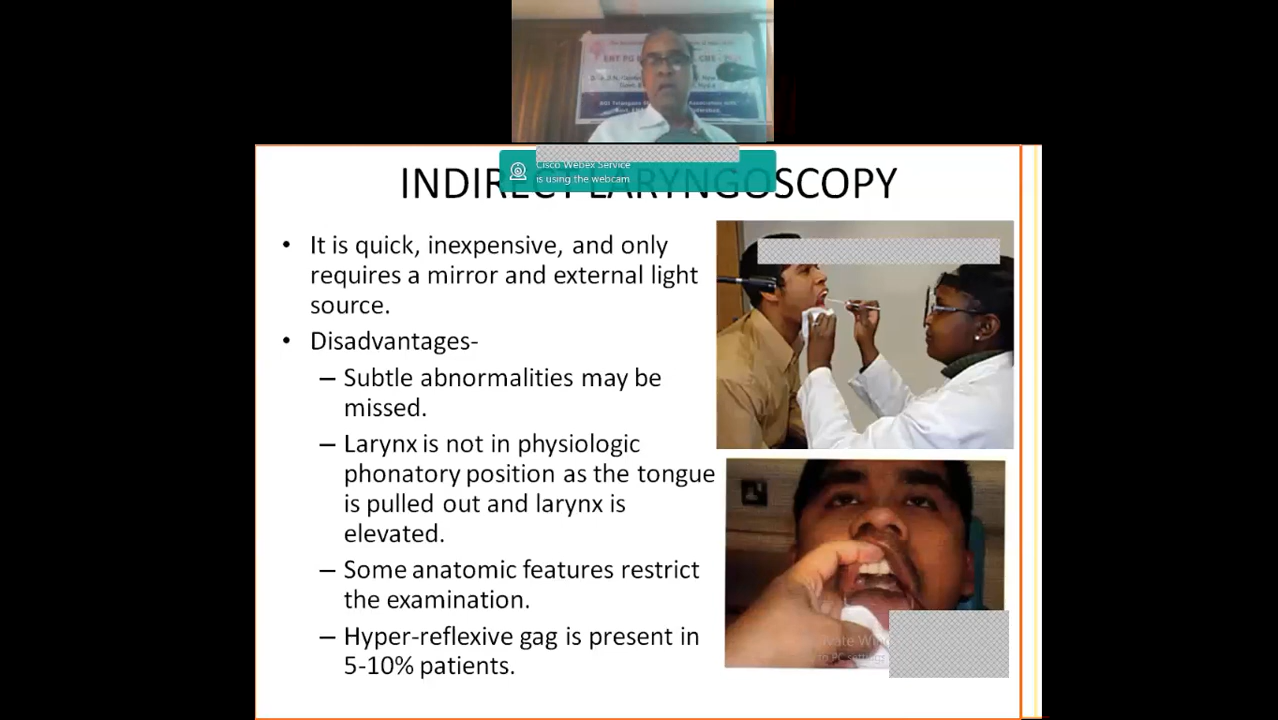 ENT PG
Cisco Webex Service
is using the webcam
INDIRECT LARYNGOSCOPY
• It is quick, inexpensive, and only
requires a mirror and external light
source.
• Disadvantages-
– Subtle abnormalities may be
missed.
– Larynx is not in physiologic
phonatory position as the tongue
is pulled out and larynx is
elevated.
– Some anatomic features restrict
the examination.
– Hyper-reflexive gag is present in
5-10% patients.